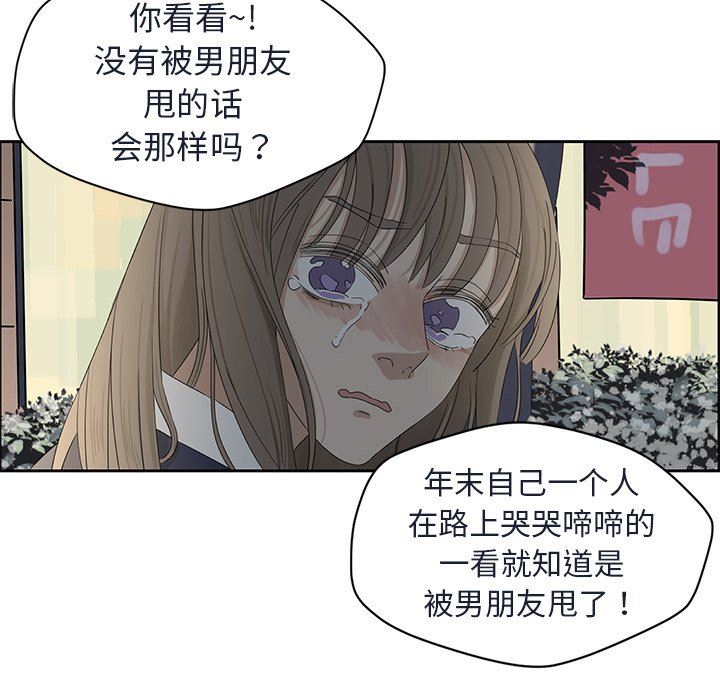 你看看~!
没有被男朋友
甩的话
会那样吗？
LE
年末自己一个人
在路上哭哭啼啼的
一看就知道是
被男朋友甩了！